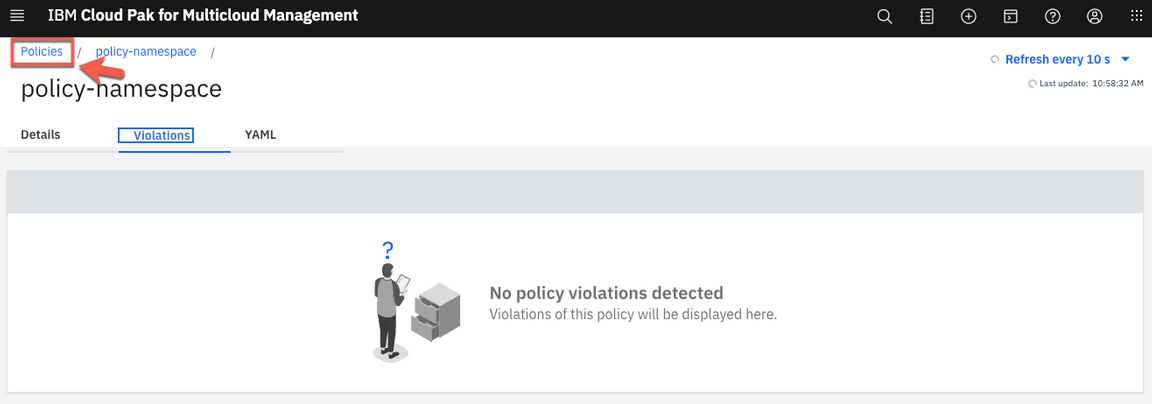 IBM Cloud Pak for Multicloud Management
Policies / policy-namespace /
Refresh every 10 s
Last update: 10:58:32 AM
policy-namespace
Details Violations YAML
?
No policy violations detected
Violations of this policy will be displayed here.